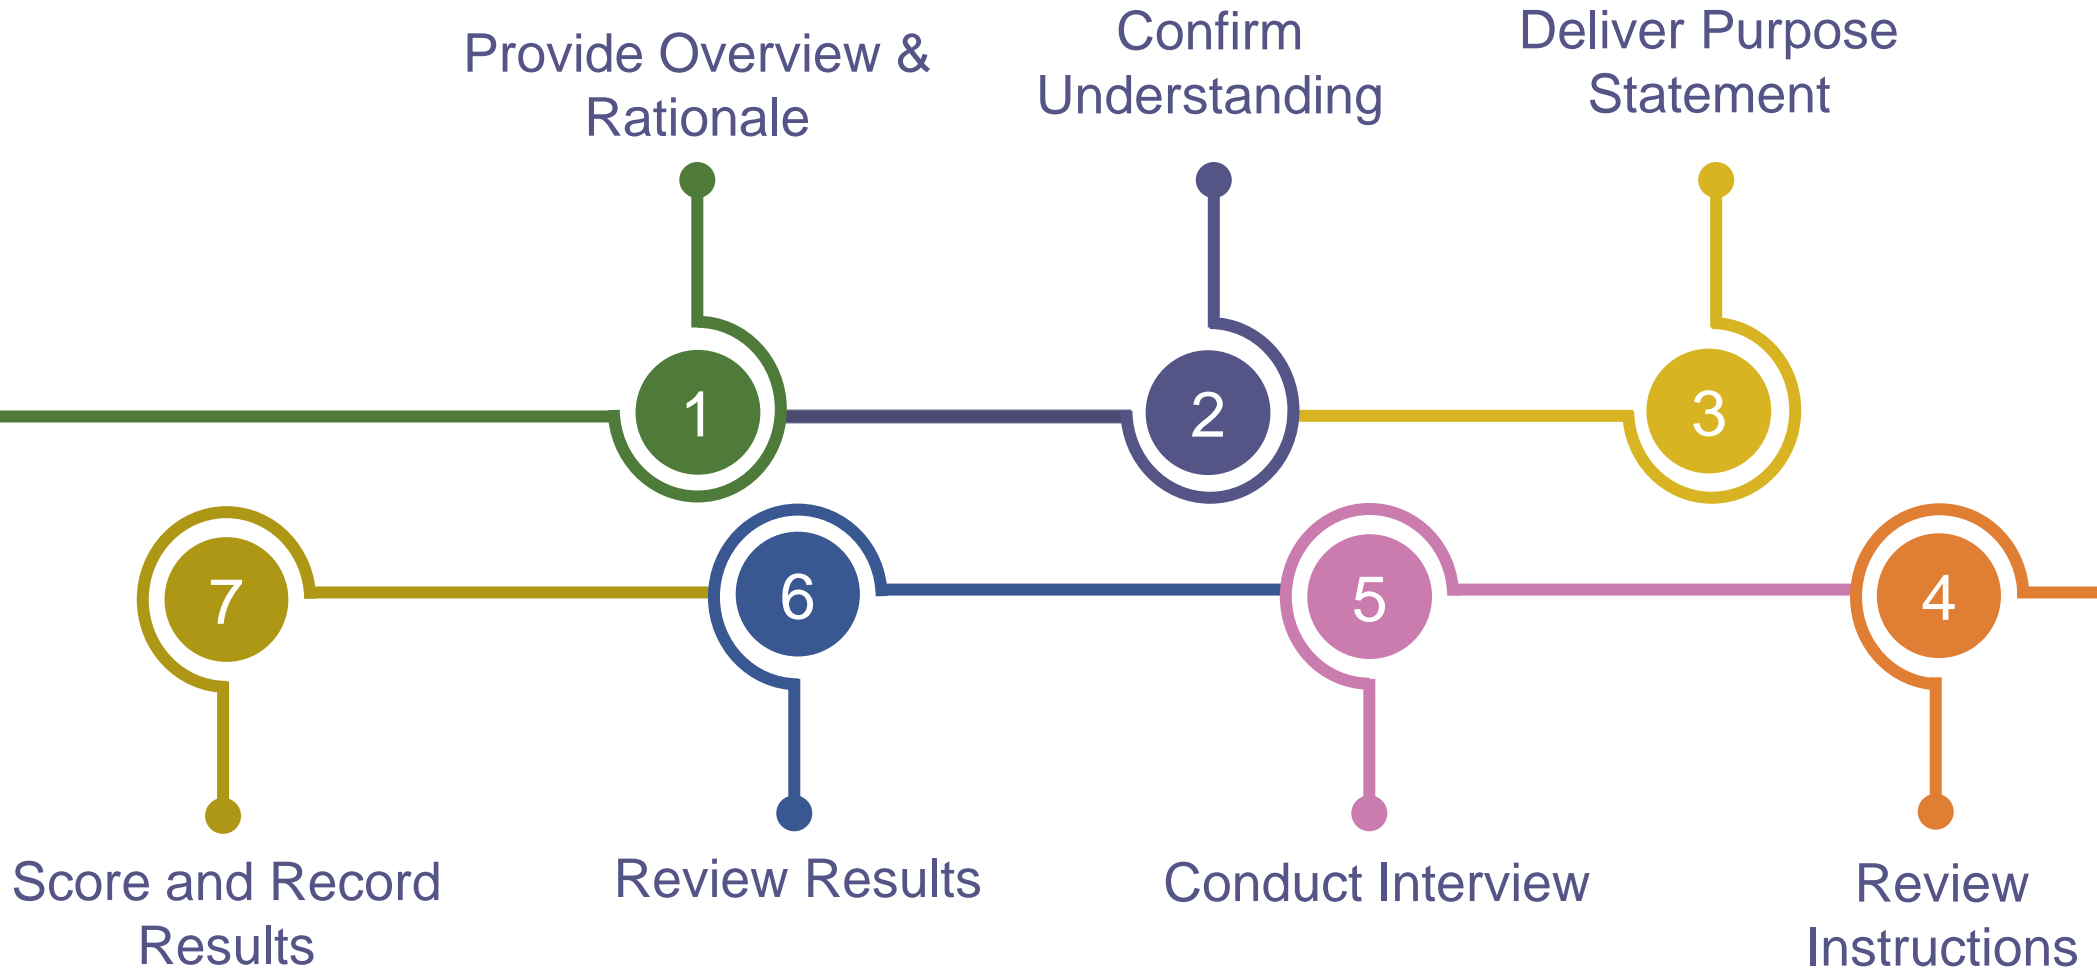 Provide Overview &
Rationale
Confirm
Understanding
Deliver Purpose
Statement
1
2
3
7
6
5
4
Score and Record
Results
Review Results
Conduct Interview
Review
Instructions